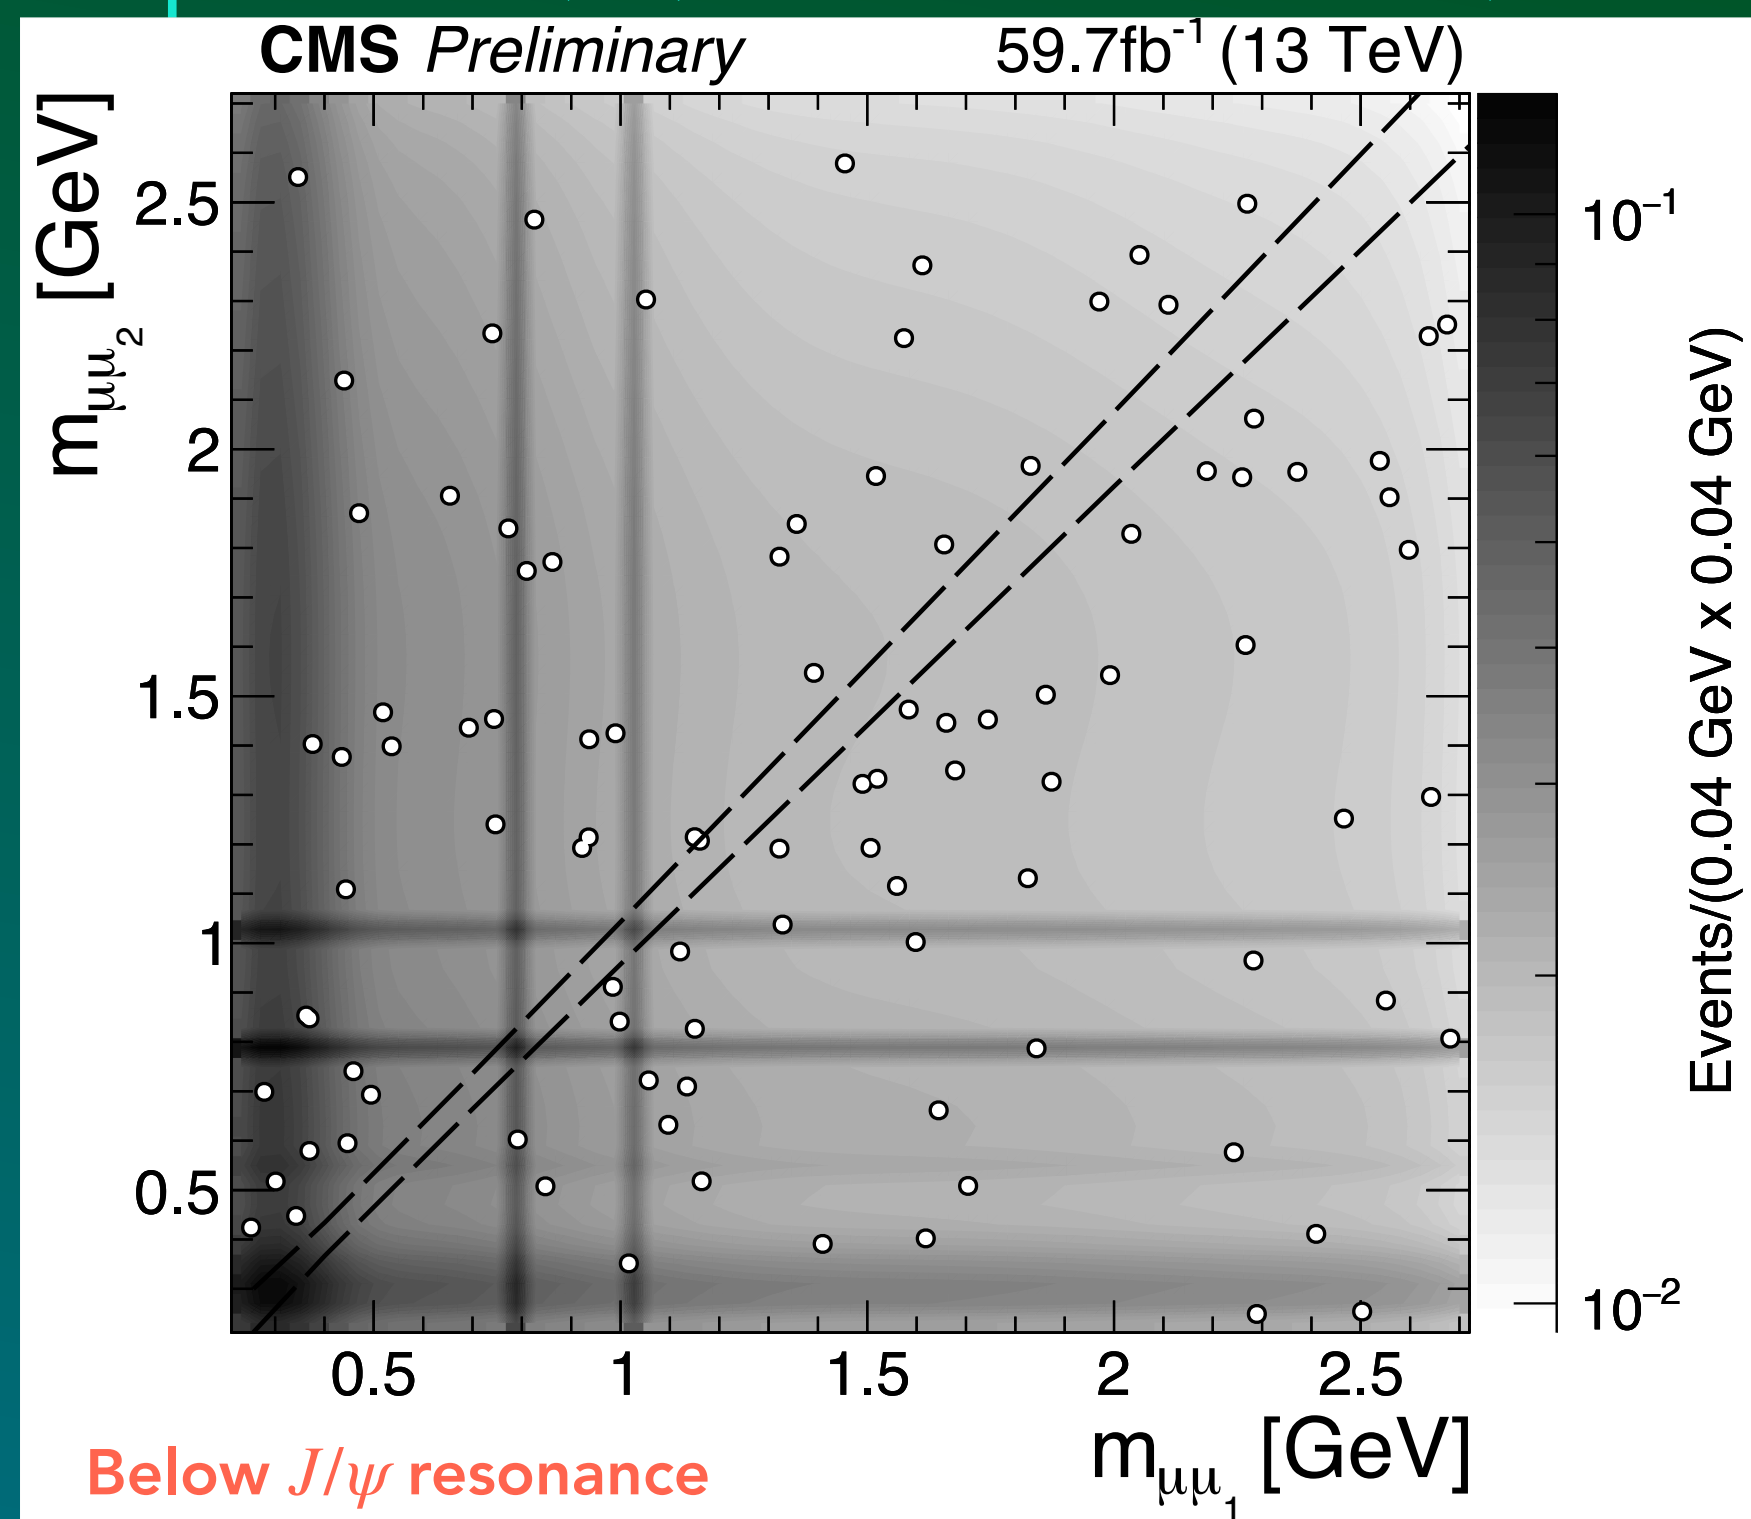 CMS Preliminary 59.7fb⁻¹ (13 TeV)
m_μμ₂ [GeV]
2.5
2
1.5
1
0.5
0.5 1 1.5 2 2.5
m_μμ₁ [GeV]
10⁻¹
10⁻²
Events/(0.04 GeV x 0.04 GeV)
Below J/ψ resonance